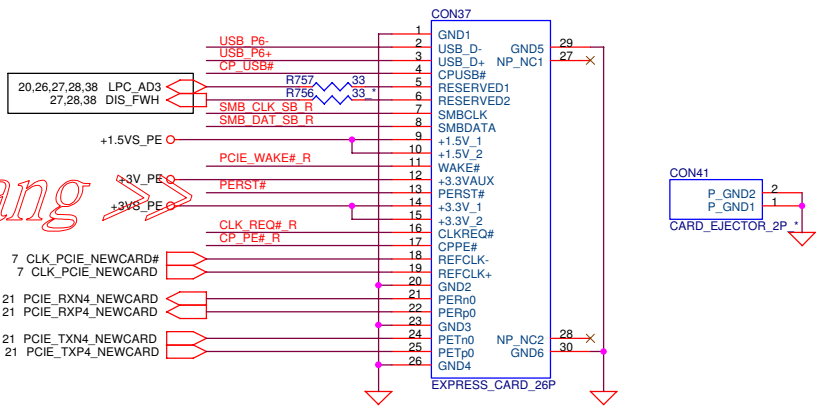 CON37
1 GND1
USB_P6- 2 USB_D- GND5 29
USB_P6+ 3 USB_D+ NP_NC1 27
CP_USB# 4 CPUSB#
20,26,27,28,38 LPC_AD3 R757 33 5 RESERVED1
27,28,38 DIS_FWH R756 33_* 6 RESERVED2
SMB_CLK_SB_R 7 SMBCLK
SMB_DAT_SB_R 8 SMBDATA
+1.5VS_PE 9 +1.5V_1
10 +1.5V_2
PCIE_WAKE#_R 11 WAKE#
ang >> +3V_PE 12 +3.3VAUX
PERST# 13 PERST#
+3VS_PE 14 +3.3V_1
15 +3.3V_2
CLK_REQ#_R 16 CLKREQ#
CP_PE#_R 17 CPPE#
7 CLK_PCIE_NEWCARD# 18 REFCLK-
7 CLK_PCIE_NEWCARD 19 REFCLK+
20 GND2
21 PCIE_RXN4_NEWCARD 21 PERn0
21 PCIE_RXP4_NEWCARD 22 PERp0
23 GND3
21 PCIE_TXN4_NEWCARD 24 PETn0 NP_NC2 28
21 PCIE_TXP4_NEWCARD 25 PETp0 GND6 30
26 GND4
EXPRESS_CARD_26P
CON41
P_GND2 2
P_GND1 1
CARD_EJECTOR_2P_*